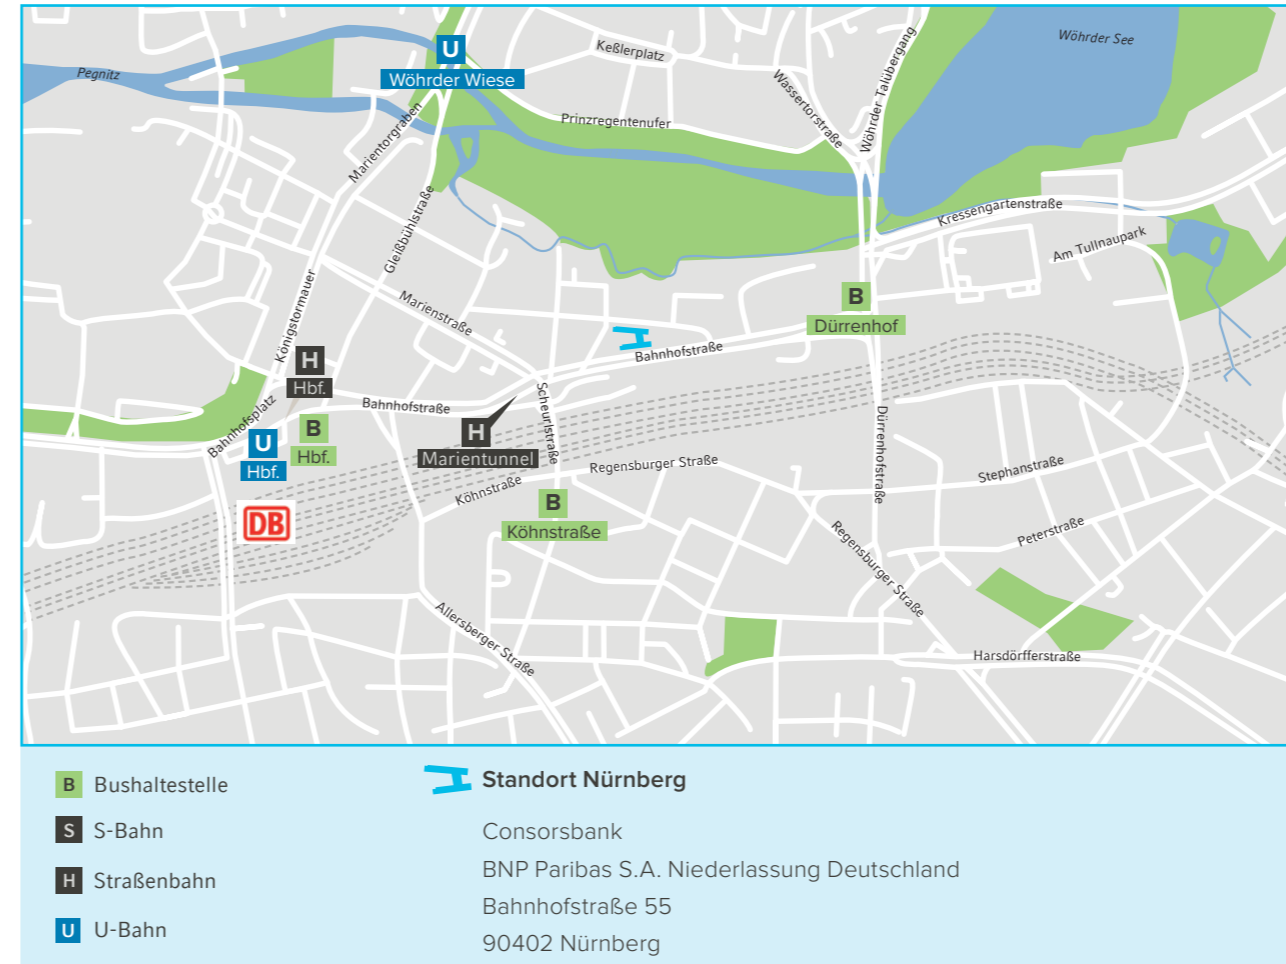 Pegnitz
U
Wöhrder Wiese
Keßlerplatz
Wassertorstraße
Wöhrder Talübergang
Wöhrder See
Prinzregentenufer
Marientorgraben
Gleißbühlstraße
Kressengartenstraße
Am Tullnaupark
Königstormauer
Marienstraße
B
Dürrenhof
Bahnhofstraße
H
Hbf.
Bahnhofstraße
Scheurlstraße
Bahnhofsplatz
U
Hbf.
B
Hbf.
H
Marientunnel
Dürrenhofstraße
Regensburger Straße
Stephanstraße
Köhnstraße
B
Köhnstraße
DB
Peterstraße
Regensburger Straße
Allersberger Straße
Harsdörfferstraße
B Bushaltestelle
S S-Bahn
H Straßenbahn
U U-Bahn
Standort Nürnberg
Consorsbank
BNP Paribas S.A. Niederlassung Deutschland
Bahnhofstraße 55
90402 Nürnberg